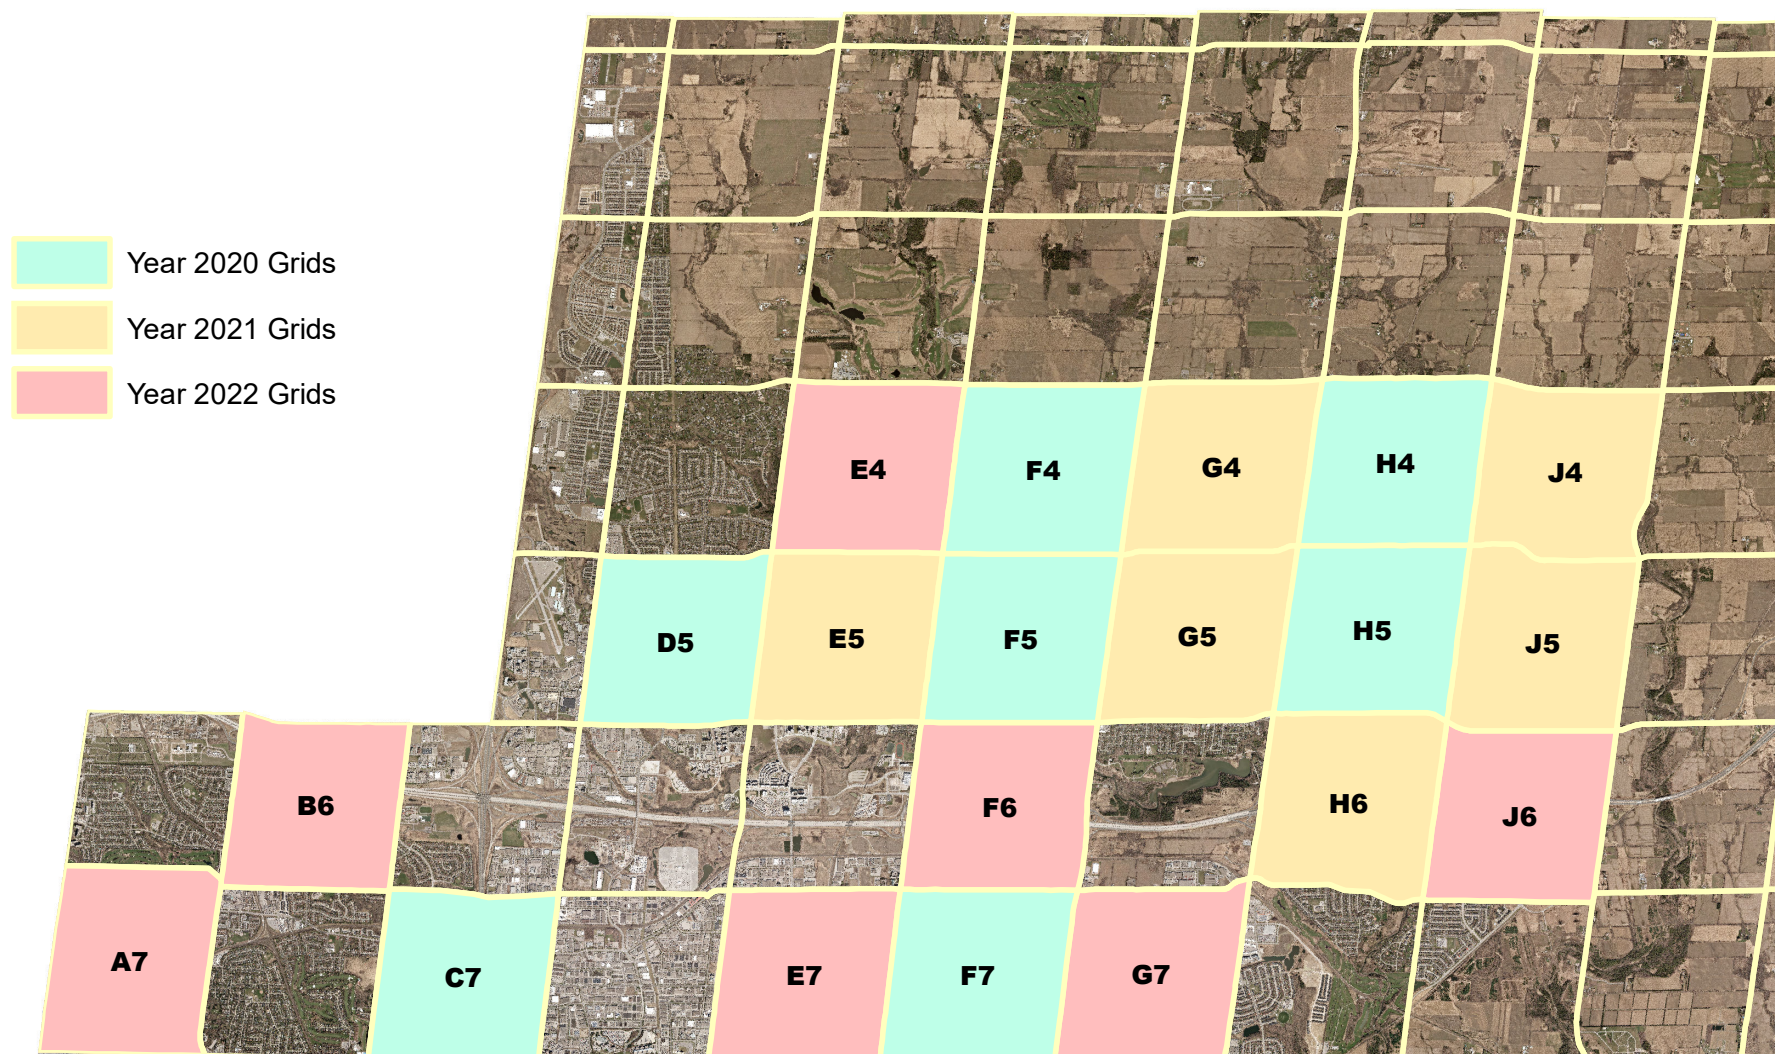 Year 2020 Grids
Year 2021 Grids
Year 2022 Grids
E4 F4 G4 H4 J4
D5 E5 F5 G5 H5 J5
B6 F6 H6 J6
A7 C7 E7 F7 G7